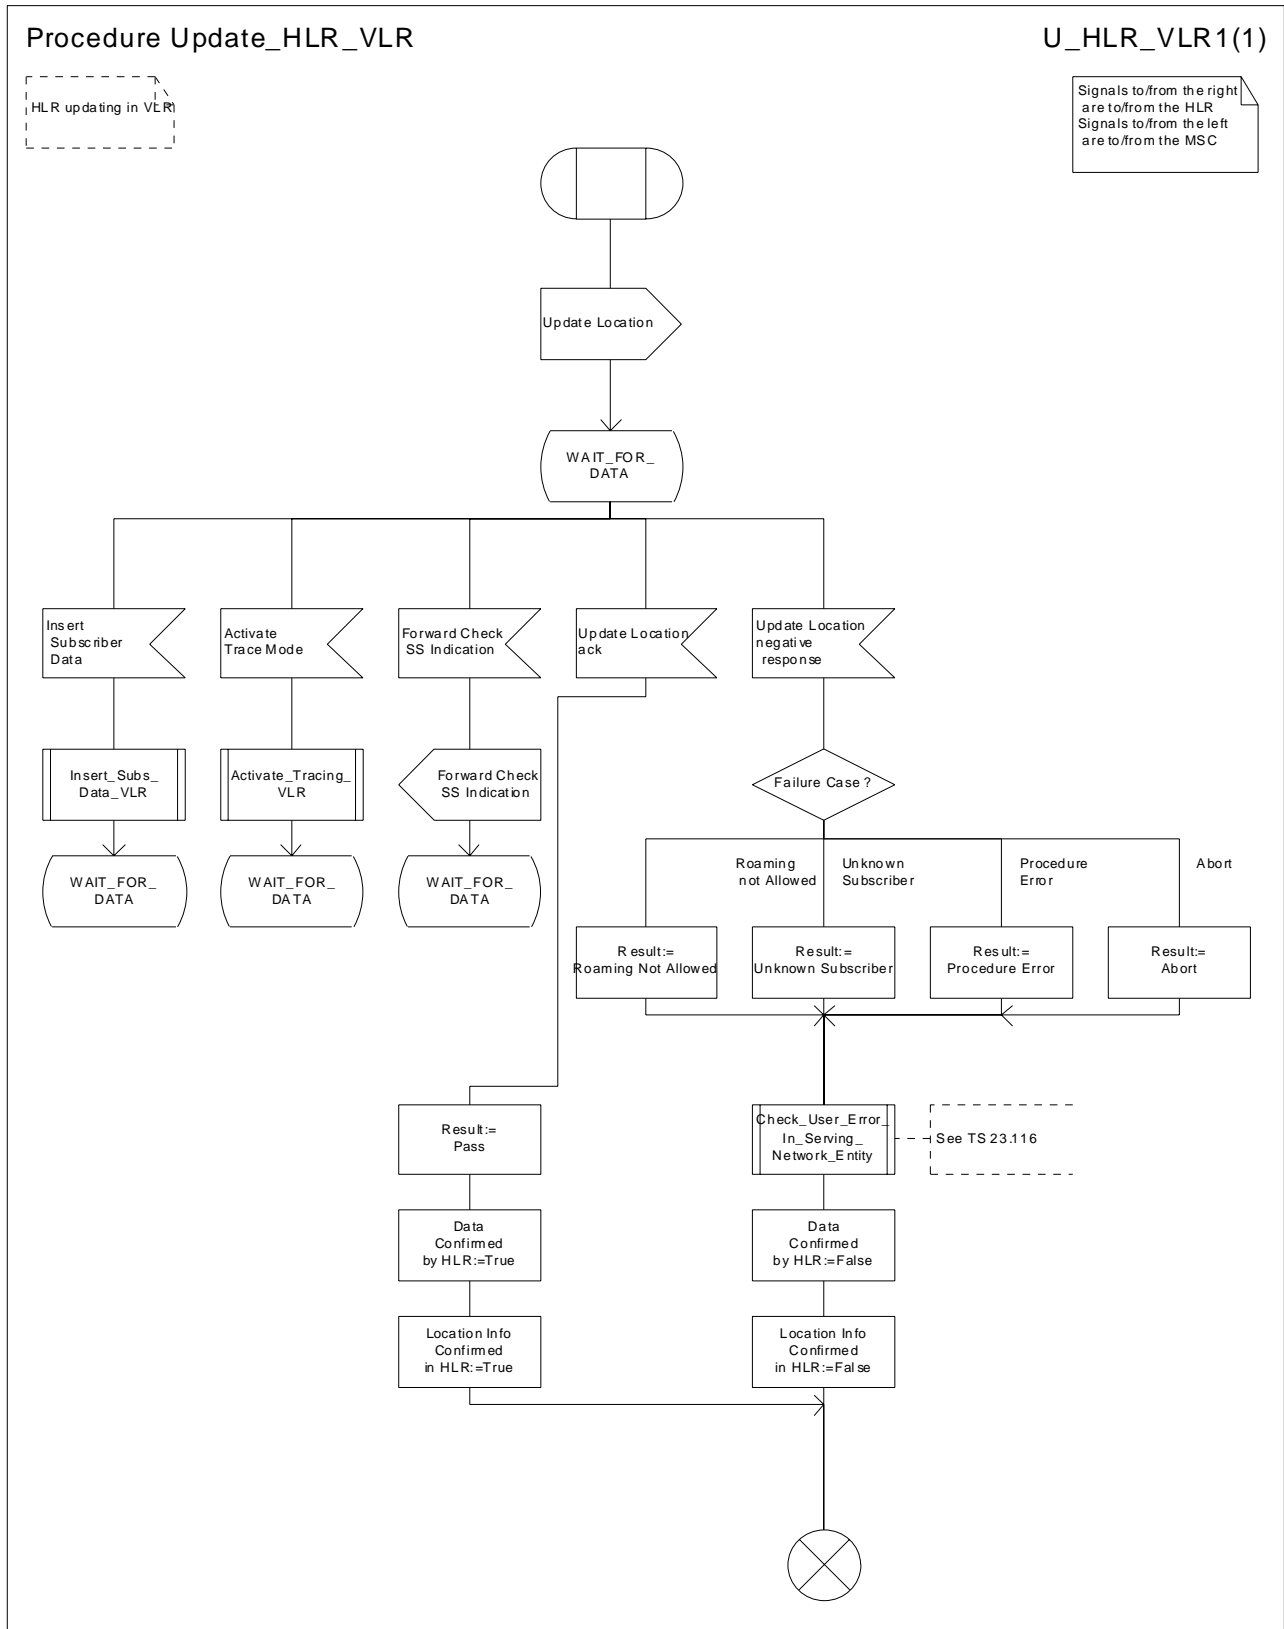 Procedure Update_HLR_VLR
U_HLR_VLR1(1)
HLR updating in VLR
Signals to/from the right
are to/from the HLR
Signals to/from the left
are to/from the MSC
Update Location
WAIT_FOR_
DATA
Insert
Subscriber
Data
Activate
Trace Mode
Forward Check
SS Indication
Update Location
ack
Update Location
negative
response
Insert_Subs_
Data_VLR
Activate_Tracing_
VLR
Forward Check
SS Indication
Failure Case ?
WAIT_FOR_
DATA
WAIT_FOR_
DATA
WAIT_FOR_
DATA
Roaming
not Allowed
Unknown
Subscriber
Procedure
Error
Abort
Result:=
Roaming Not Allowed
Result:=
Unknown Subscriber
Result:=
Procedure Error
Result:=
Abort
Result:=
Pass
Check_User_Error_
In_Serving_
Network_Entity
See TS 23.116
Data
Confirmed
by HLR:=True
Data
Confirmed
by HLR:=False
Location Info
Confirmed
in HLR:=True
Location Info
Confirmed
in HLR:=False